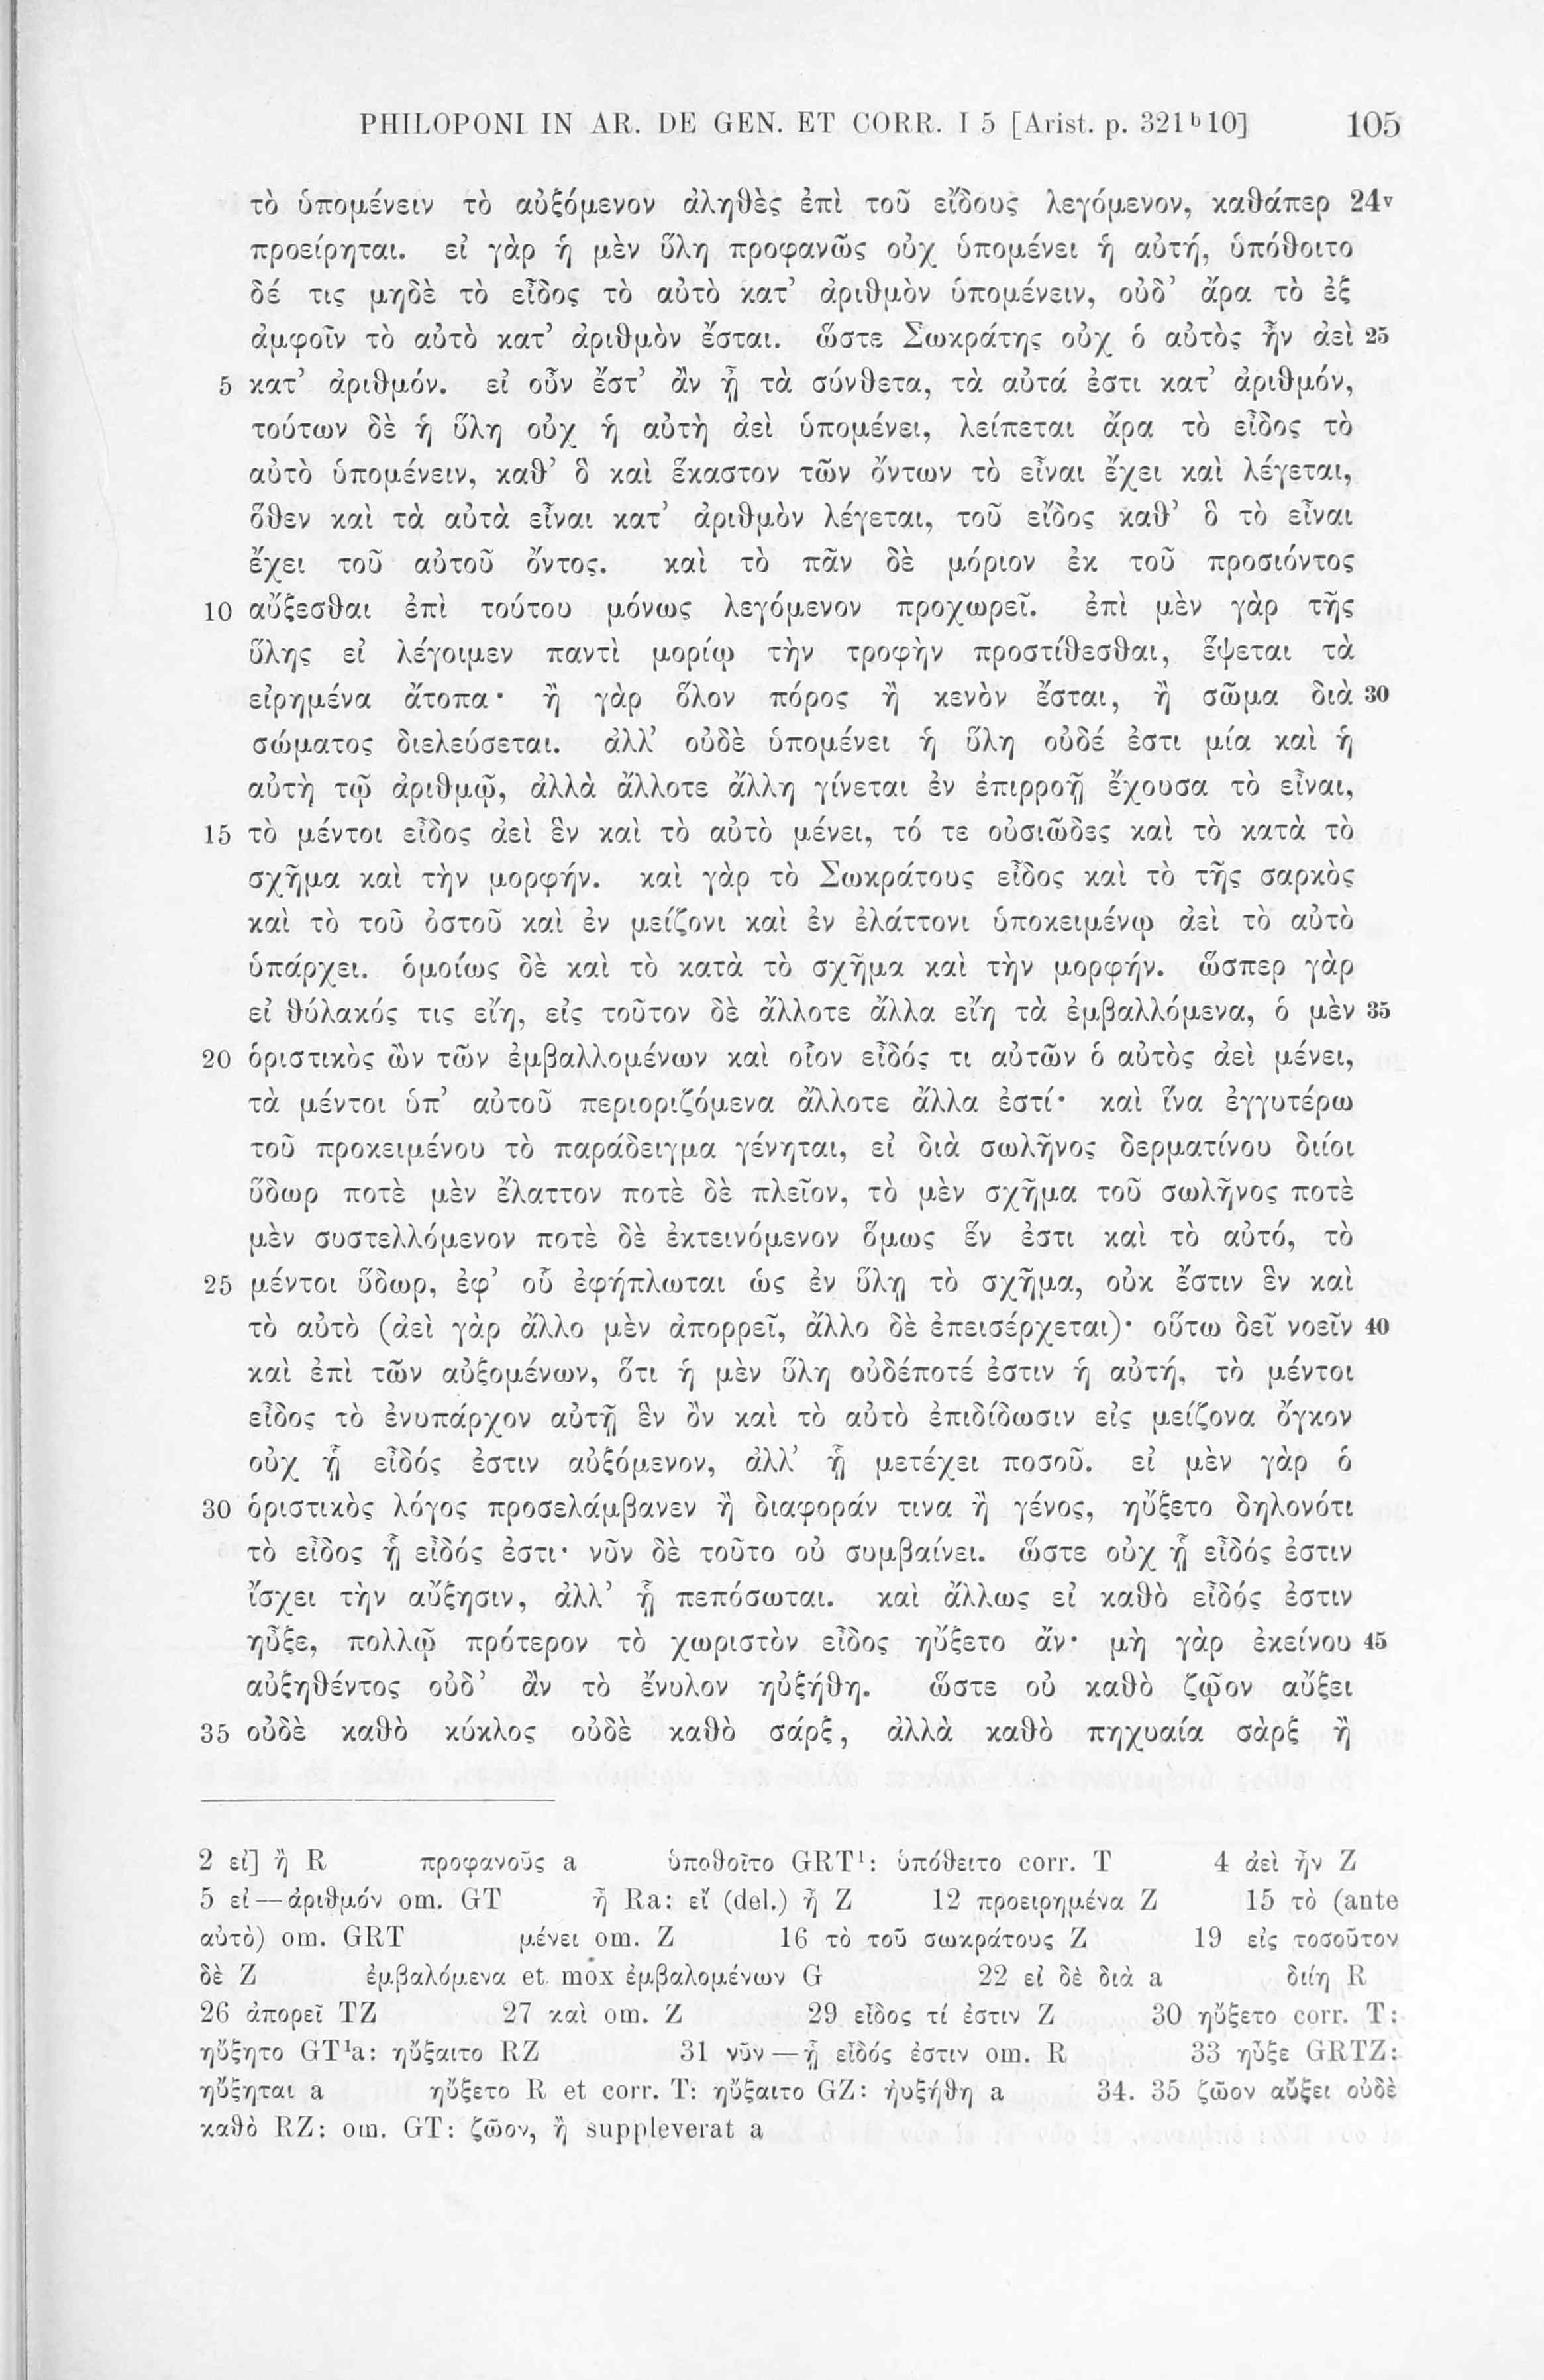 PHILOPONI IN AR. DE GEN. ET CORR. I 5 [Arist. p. 321ᵇ10] 105
τὸ ὑπομένειν τὸ αὐξόμενον ἀληθὲς ἐπὶ τοῦ εἴδους λεγόμενον, καθάπερ 24ᵛ
προείρηται. εἰ γὰρ ἡ μὲν ὕλη προφανῶς οὐχ ὑπομένει ἡ αὐτή, ὑπόθοιτο
δέ τις μηδὲ τὸ εἶδος τὸ αὐτὸ κατ’ ἀριθμὸν ὑπομένειν, οὐδ’ ἄρα τὸ ἐξ
ἀμφοῖν τὸ αὐτὸ κατ’ ἀριθμὸν ἔσται. ὥστε Σωκράτης οὐχ ὁ αὐτὸς ἦν ἀεὶ 25
5 κατ’ ἀριθμόν. εἰ οὖν ἔστ’ ἂν ᾖ τὰ σύνθετα, τὰ αὐτά ἐστι κατ’ ἀριθμόν,
τούτων δὲ ἡ ὕλη οὐχ ἡ αὐτὴ ἀεὶ ὑπομένει, λείπεται ἄρα τὸ εἶδος τὸ
αὐτὸ ὑπομένειν, καθ’ ὃ καὶ ἕκαστον τῶν ὄντων τὸ εἶναι ἔχει καὶ λέγεται,
ὅθεν καὶ τὰ αὐτὰ εἶναι κατ’ ἀριθμὸν λέγεται, τοῦ εἴδος καθ’ ὃ τὸ εἶναι
ἔχει τοῦ αὐτοῦ ὄντος. καὶ τὸ πᾶν δὲ μόριον ἐκ τοῦ προσιόντος
10 αὔξεσθαι ἐπὶ τούτου μόνως λεγόμενον προχωρεῖ. ἐπὶ μὲν γὰρ τῆς
ὕλης εἰ λέγοιμεν παντὶ μορίῳ τὴν τροφὴν προστίθεσθαι, ἕψεται τὰ
εἰρημένα ἄτοπα· ἢ γὰρ ὅλον πόρος ἢ κενὸν ἔσται, ἢ σῶμα διὰ 30
σώματος διελεύσεται. ἀλλ’ οὐδὲ ὑπομένει ἡ ὕλη οὐδέ ἐστι μία καὶ ἡ
αὐτὴ τῷ ἀριθμῷ, ἀλλὰ ἄλλοτε ἄλλη γίνεται ἐν ἐπιρροῇ ἔχουσα τὸ εἶναι,
15 τὸ μέντοι εἶδος ἀεὶ ἓν καὶ τὸ αὐτὸ μένει, τό τε οὐσιῶδες καὶ τὸ κατὰ τὸ
σχῆμα καὶ τὴν μορφήν. καὶ γὰρ τὸ Σωκράτους εἶδος καὶ τὸ τῆς σαρκὸς
καὶ τὸ τοῦ ὀστοῦ καὶ ἐν μείζονι καὶ ἐν ἐλάττονι ὑποκειμένῳ ἀεὶ τὸ αὐτὸ
ὑπάρχει. ὁμοίως δὲ καὶ τὸ κατὰ τὸ σχῆμα καὶ τὴν μορφήν. ὥσπερ γὰρ
εἰ θύλακός τις εἴη, εἰς τοῦτον δὲ ἄλλοτε ἄλλα εἴη τὰ ἐμβαλλόμενα, ὁ μὲν 35
20 ὁριστικὸς ὢν τῶν ἐμβαλλομένων καὶ οἷον εἶδός τι αὐτῶν ὁ αὐτὸς ἀεὶ μένει,
τὰ μέντοι ὑπ’ αὐτοῦ περιοριζόμενα ἄλλοτε ἄλλα ἐστί· καὶ ἵνα ἐγγυτέρω
τοῦ προκειμένου τὸ παράδειγμα γένηται, εἰ διὰ σωλῆνος δερματίνου διίοι
ὕδωρ ποτὲ μὲν ἔλαττον ποτὲ δὲ πλεῖον, τὸ μὲν σχῆμα τοῦ σωλῆνος ποτὲ
μὲν συστελλόμενον ποτὲ δὲ ἐκτεινόμενον ὅμως ἕν ἐστι καὶ τὸ αὐτό, τὸ
25 μέντοι ὕδωρ, ἐφ’ οὗ ἐφήπλωται ὡς ἐν ὕλῃ τὸ σχῆμα, οὐκ ἔστιν ἓν καὶ
τὸ αὐτὸ (ἀεὶ γὰρ ἄλλο μὲν ἀπορρεῖ, ἄλλο δὲ ἐπεισέρχεται)· οὕτω δεῖ νοεῖν 40
καὶ ἐπὶ τῶν αὐξομένων, ὅτι ἡ μὲν ὕλη οὐδέποτέ ἐστιν ἡ αὐτή, τὸ μέντοι
εἶδος τὸ ἐνυπάρχον αὐτῇ ἓν ὂν καὶ τὸ αὐτὸ ἐπιδίδωσιν εἰς μείζονα ὄγκον
οὐχ ᾗ εἶδός ἐστιν αὐξόμενον, ἀλλ’ ᾗ μετέχει ποσοῦ. εἰ μὲν γὰρ ὁ
30 ὁριστικὸς λόγος προσελάμβανεν ἢ διαφοράν τινα ἢ γένος, ηὔξετο δηλονότι
τὸ εἶδος ᾗ εἶδός ἐστι· νῦν δὲ τοῦτο οὐ συμβαίνει. ὥστε οὐχ ᾗ εἶδός ἐστιν
ἴσχει τὴν αὔξησιν, ἀλλ’ ᾗ πεπόσωται. καὶ ἄλλως εἰ καθὸ εἶδός ἐστιν
ηὖξε, πολλῷ πρότερον τὸ χωριστὸν εἶδος ηὔξετο ἄν· μὴ γὰρ ἐκείνου 45
αὐξηθέντος οὐδ’ ἂν τὸ ἔνυλον ηὐξήθη. ὥστε οὐ καθὸ ζῷον αὔξει
35 οὐδὲ καθὸ κύκλος οὐδὲ καθὸ σάρξ, ἀλλὰ καθὸ πηχυαία σὰρξ ἢ
2 εἰ] ἢ R προφανοῦς a ὑποθοῖτο GRT¹: ὑπόθειτο corr. T 4 ἀεὶ ἦν Z
5 εἰ—ἀριθμόν om. GT ᾖ Ra: εἴ (del.) ᾖ Z 12 προειρημένα Z 15 τὸ (ante
αὐτὸ) om. GRT μένει om. Z 16 τὸ τοῦ σωκράτους Z 19 εἰς τοσοῦτον
δὲ Z ἐμβαλόμενα et mox ἐμβαλομένων G 22 εἰ δὲ διὰ a διίη R
26 ἀπορεῖ TZ 27 καὶ om. Z 29 εἶδος τί ἐστιν Z 30 ηὔξετο corr. T:
ηὔξητο GT¹a: ηὔξαιτο RZ 31 νῦν—ᾗ εἶδός ἐστιν om. R 33 ηὖξε GRTZ:
ηὔξηται a ηὔξετο R et corr. T: ηὔξαιτο GZ: ἠυξήθη a 34. 35 ζῶον αὔξει οὐδὲ
καθὸ RZ: om. GT: ζῶον, ἢ suppleverat a